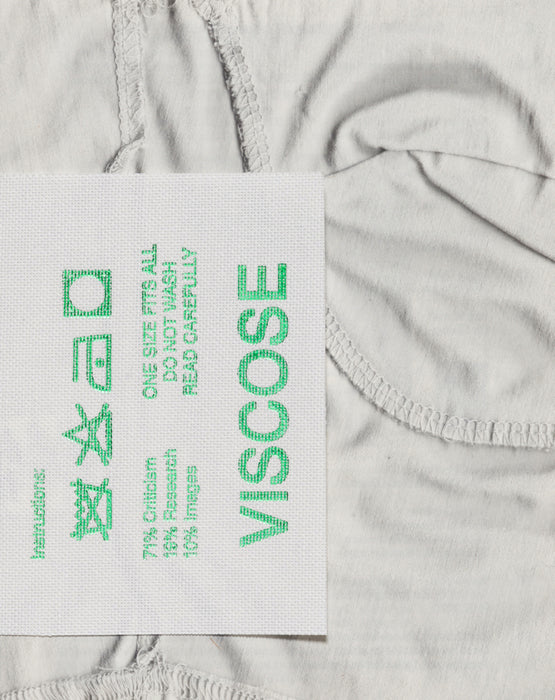 VISCOSE
71% Criticism
19% Research
10% Images
ONE SIZE FITS ALL
DO NOT WASH
READ CAREFULLY
Instructions: